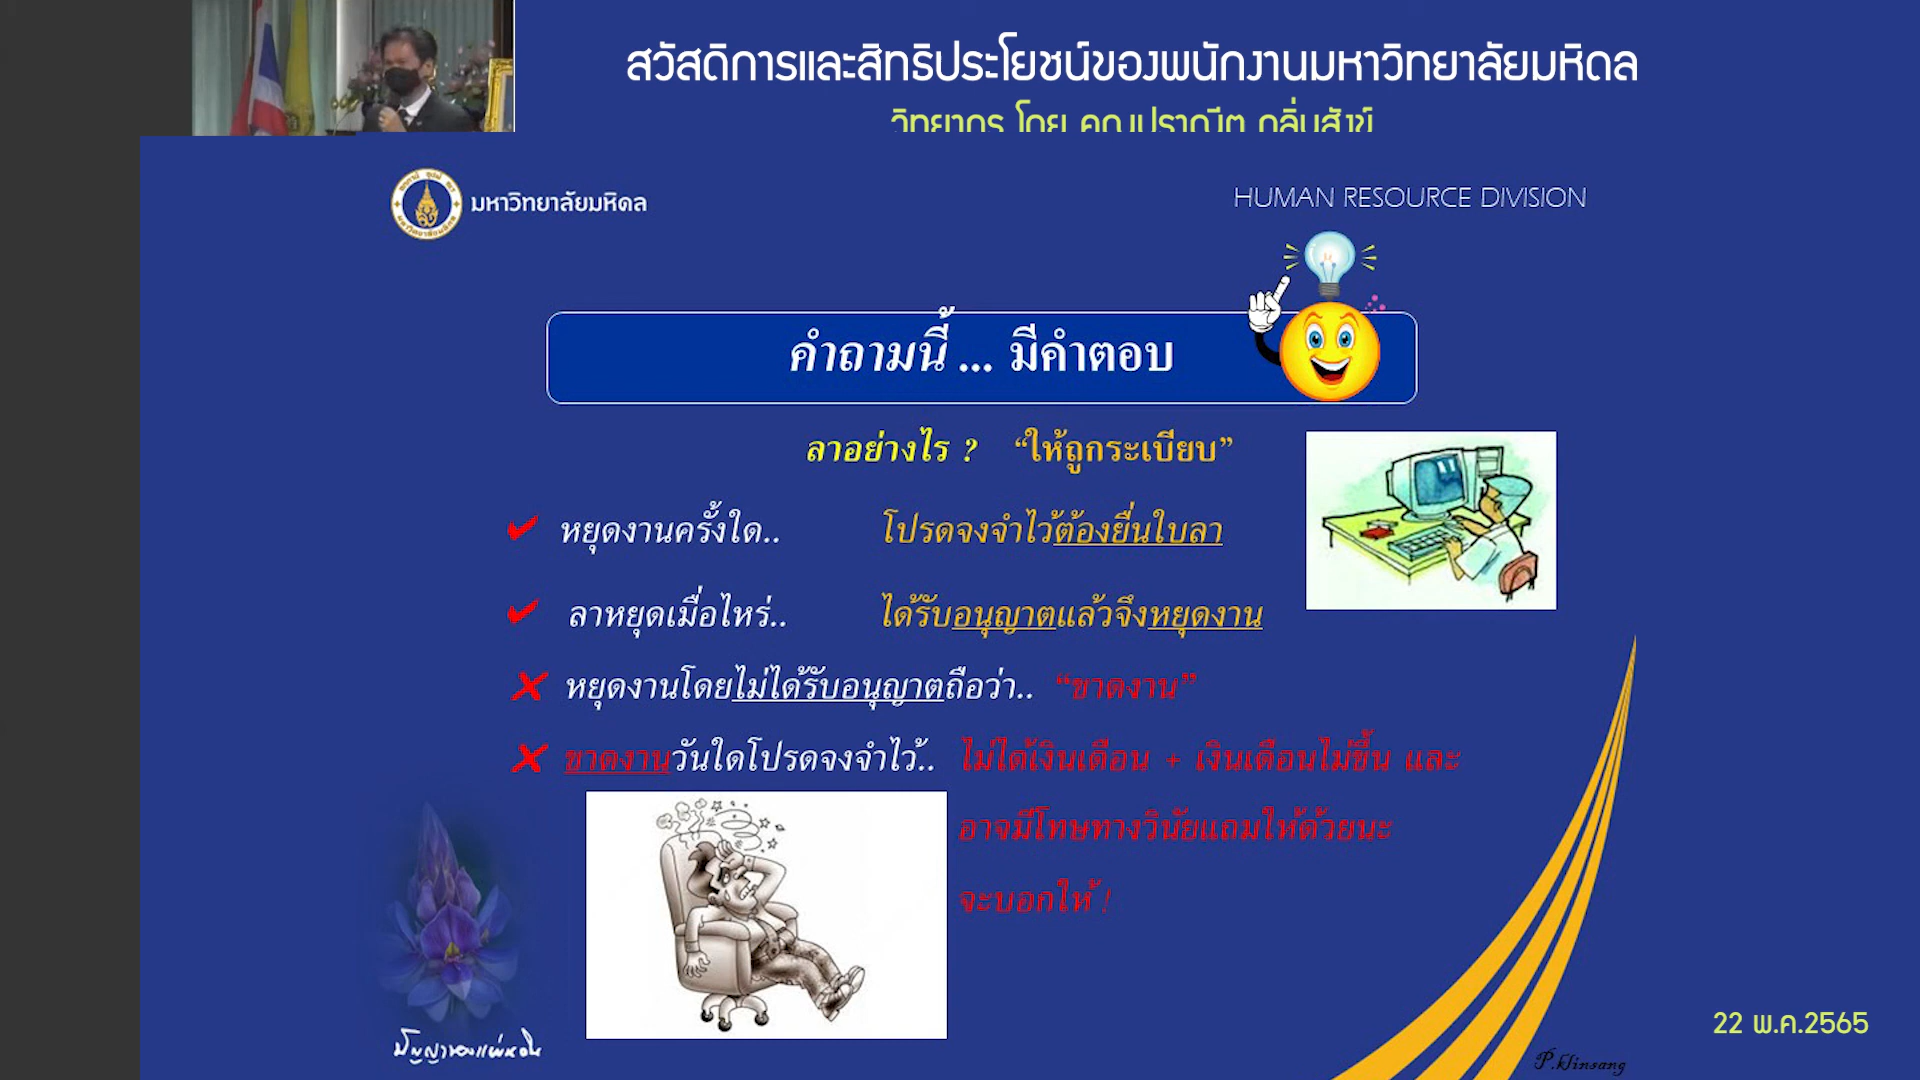 สวัสดิการและสิทธิประโยชน์ของพนักงานมหาวิทยาลัยมหิดล
วิทยากร โดย คุณปราณีต กลิ่นสังข์
มหาวิทยาลัยมหิดล
HUMAN RESOURCE DIVISION
คำถามนี้ ... มีคำตอบ
ลาอย่างไร ? “ให้ถูกระเบียบ”
✔ หยุดงานครั้งใด.. โปรดจงจำไว้ต้องยื่นใบลา
✔ ลาหยุดเมื่อไหร่.. ได้รับอนุญาตแล้วจึงหยุดงาน
✘ หยุดงานโดยไม่ได้รับอนุญาตถือว่า.. “ขาดงาน”
✘ ขาดงานวันใดโปรดจงจำไว้.. ไม่ได้เงินเดือน + เงินเดือนไม่ขึ้น และ
อาจมีโทษทางวินัยแถมให้ด้วยนะ
จะบอกให้ !
ปัญญาของแผ่นดิน
22 พ.ค.2565
P.klinsang